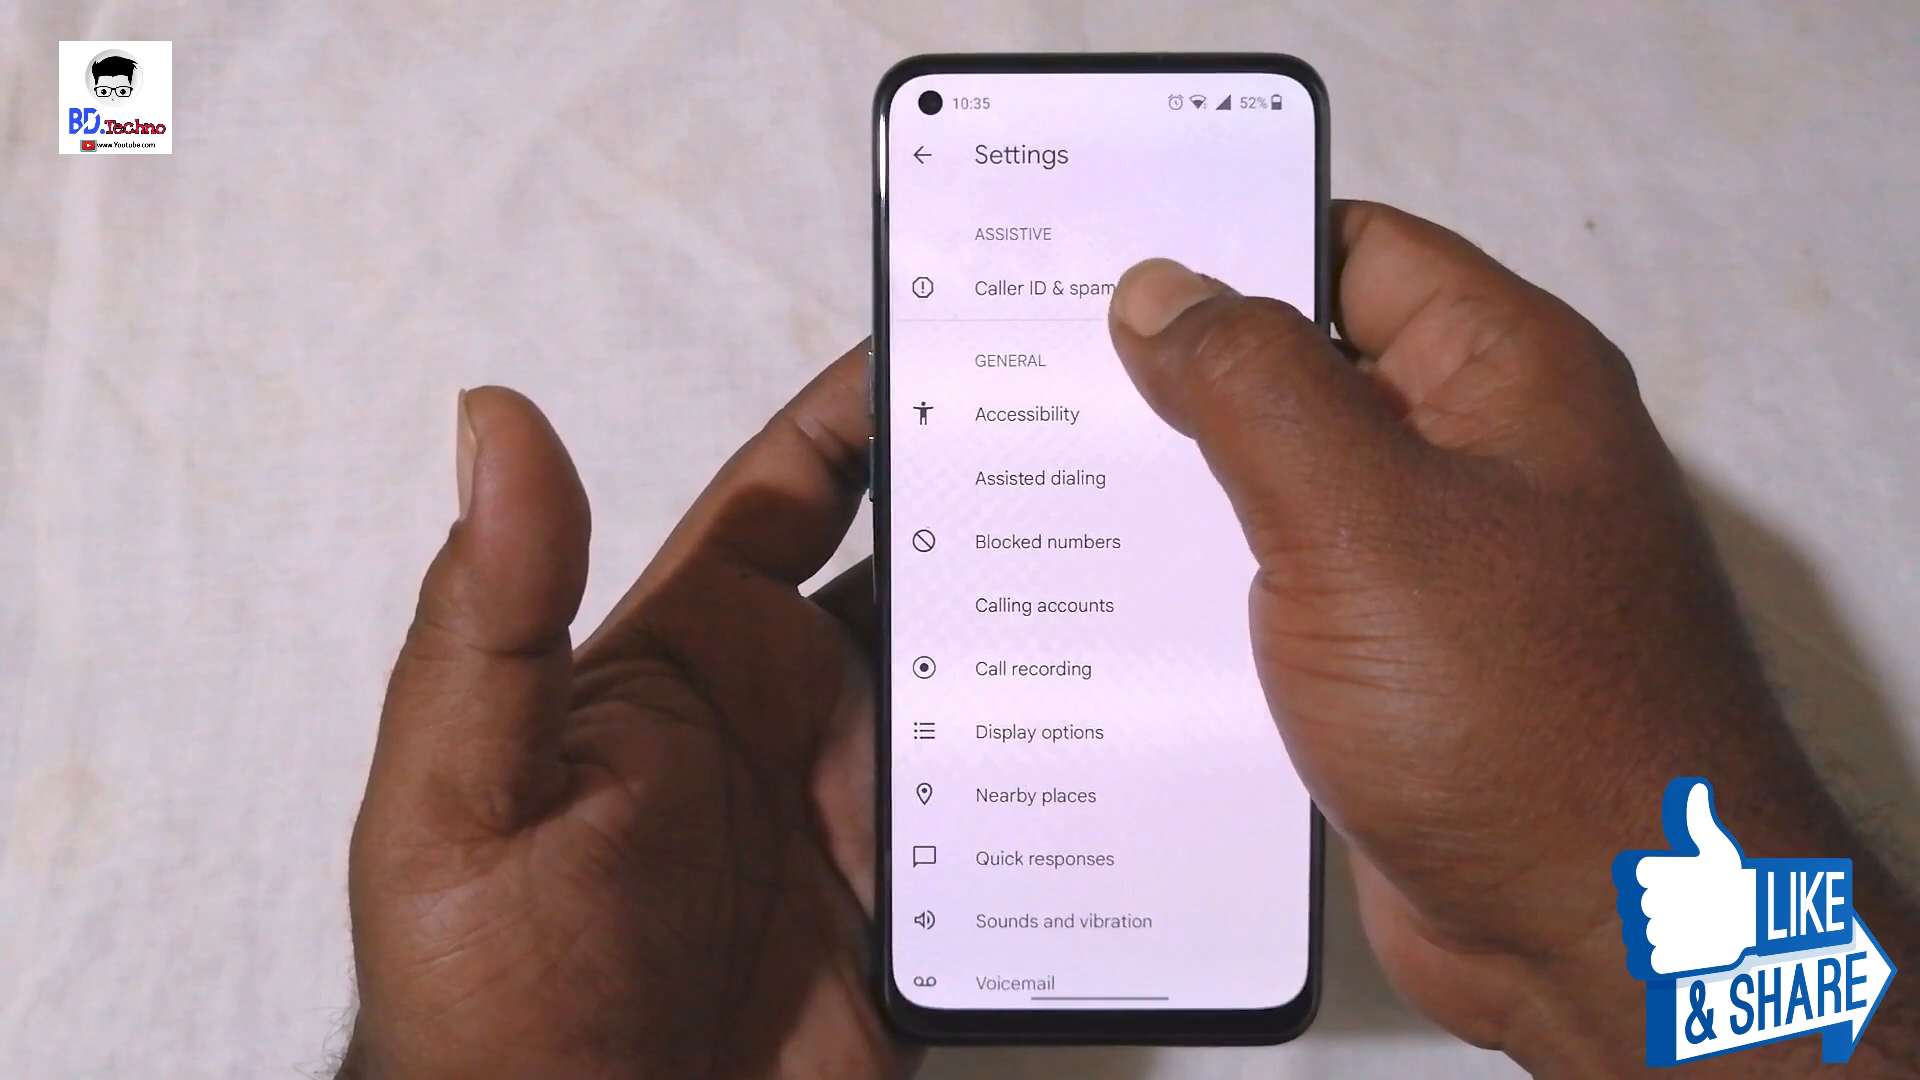 BD.Techno
www.Youtube.com
10:35
52%
Settings
ASSISTIVE
Caller ID & spam
GENERAL
Accessibility
Assisted dialing
Blocked numbers
Calling accounts
Call recording
Display options
Nearby places
Quick responses
Sounds and vibration
Voicemail
LIKE
& SHARE